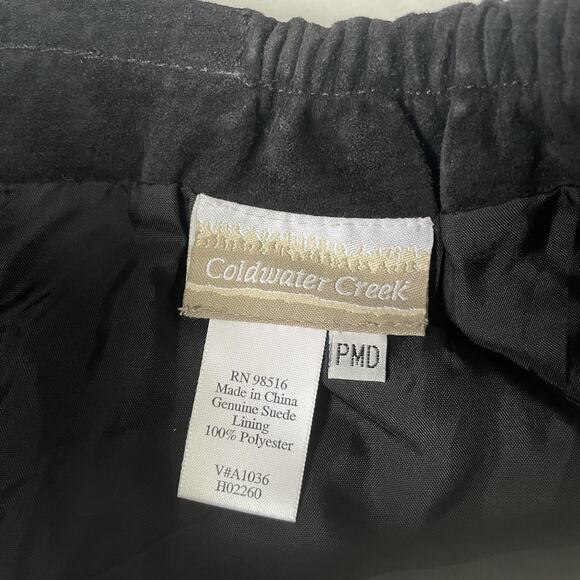 Coldwater Creek
PMD
RN 98516
Made in China
Genuine Suede
Lining
100% Polyester
V#A1036
H02260